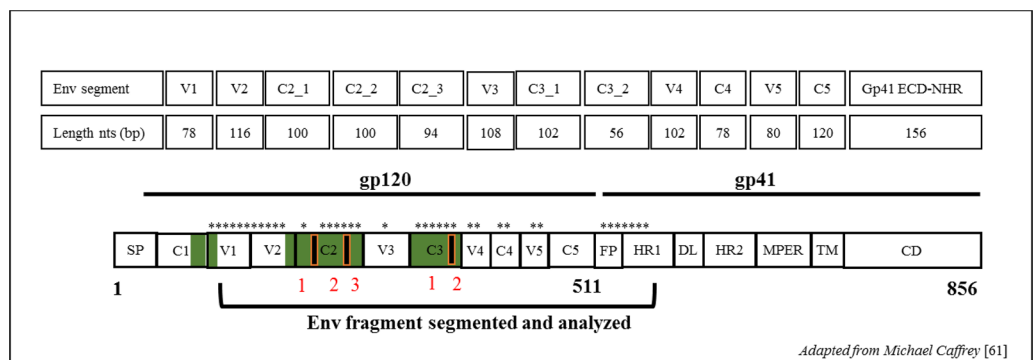 Env segment V1 V2 C2_1 C2_2 C2_3 V3 C3_1 C3_2 V4 C4 V5 C5 Gp41 ECD-NHR
Length nts (bp) 78 116 100 100 94 108 102 56 102 78 80 120 156
gp120 gp41
*********** * ****** * ****** ** ** ** *******
SP C1 V1 V2 C2 V3 C3 V4 C4 V5 C5 FP HR1 DL HR2 MPER TM CD
1 1 2 3 1 2 511 856
Env fragment segmented and analyzed
Adapted from Michael Caffrey [61]